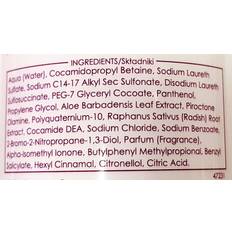 INGREDIENTS/Składniki
Aqua (Water), Cocamidopropyl Betaine, Sodium Laureth
Sulfate, Sodium C14-17 Alkyl Sec Sulfonate, Disodium Laureth
Sulfosuccinate, PEG-7 Glyceryl Cocoate, Panthenol,
Propylene Glycol, Aloe Barbadensis Leaf Extract, Piroctone
Olamine, Polyquaternium-10, Raphanus Sativus (Radish) Root
Extract, Cocamide DEA, Sodium Chloride, Sodium Benzoate,
2-Bromo-2-Nitropropane-1,3-Diol, Parfum (Fragrance),
Alpha-Isomethyl Ionone, Butylphenyl Methylpropional, Benzyl
Salicylate, Hexyl Cinnamal, Citronellol, Citric Acid.